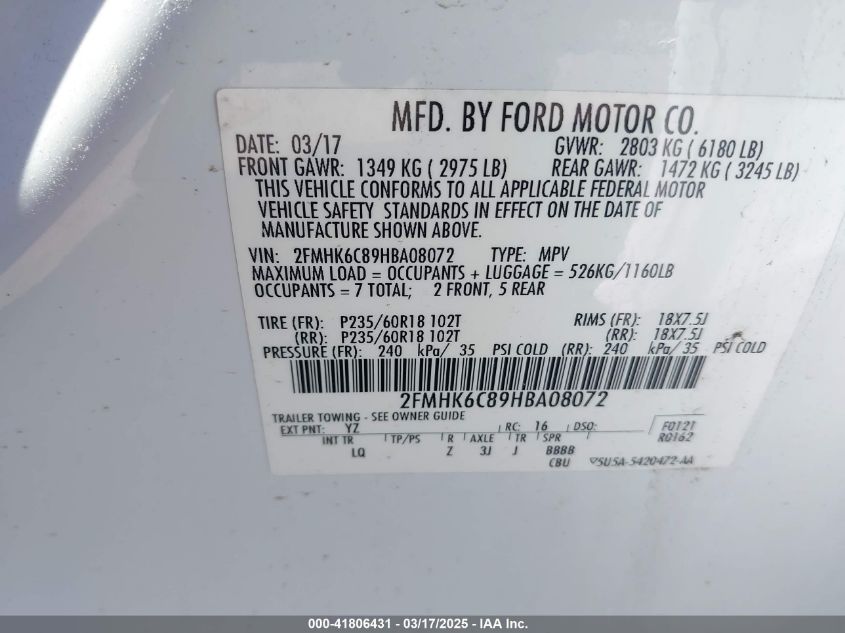 MFD. BY FORD MOTOR CO.
DATE: 03/17 GVWR: 2803 KG ( 6180 LB)
FRONT GAWR: 1349 KG ( 2975 LB) REAR GAWR: 1472 KG ( 3245 LB)
THIS VEHICLE CONFORMS TO ALL APPLICABLE FEDERAL MOTOR
VEHICLE SAFETY STANDARDS IN EFFECT ON THE DATE OF
MANUFACTURE SHOWN ABOVE.
VIN: 2FMHK6C89HBA08072 TYPE: MPV
MAXIMUM LOAD = OCCUPANTS + LUGGAGE = 526KG/1160LB
OCCUPANTS = 7 TOTAL; 2 FRONT, 5 REAR
TIRE (FR): P235/60R18 102T RIMS (FR): 18X7.5J
(RR): P235/60R18 102T (RR): 18X7.5J
PRESSURE (FR): 240 kPa/ 35 PSI COLD (RR): 240 kPa/ 35 PSI COLD
2FMHK6C89HBA08072
TRAILER TOWING - SEE OWNER GUIDE
EXT PNT: YZ RC: 16 DSO: F0121
R0162
INT TR TP/PS R AXLE TR SPR
LQ Z 3J J BBBB
CBU 5U5A-5420472-AA
000-41806431 - 03/17/2025 - IAA Inc.